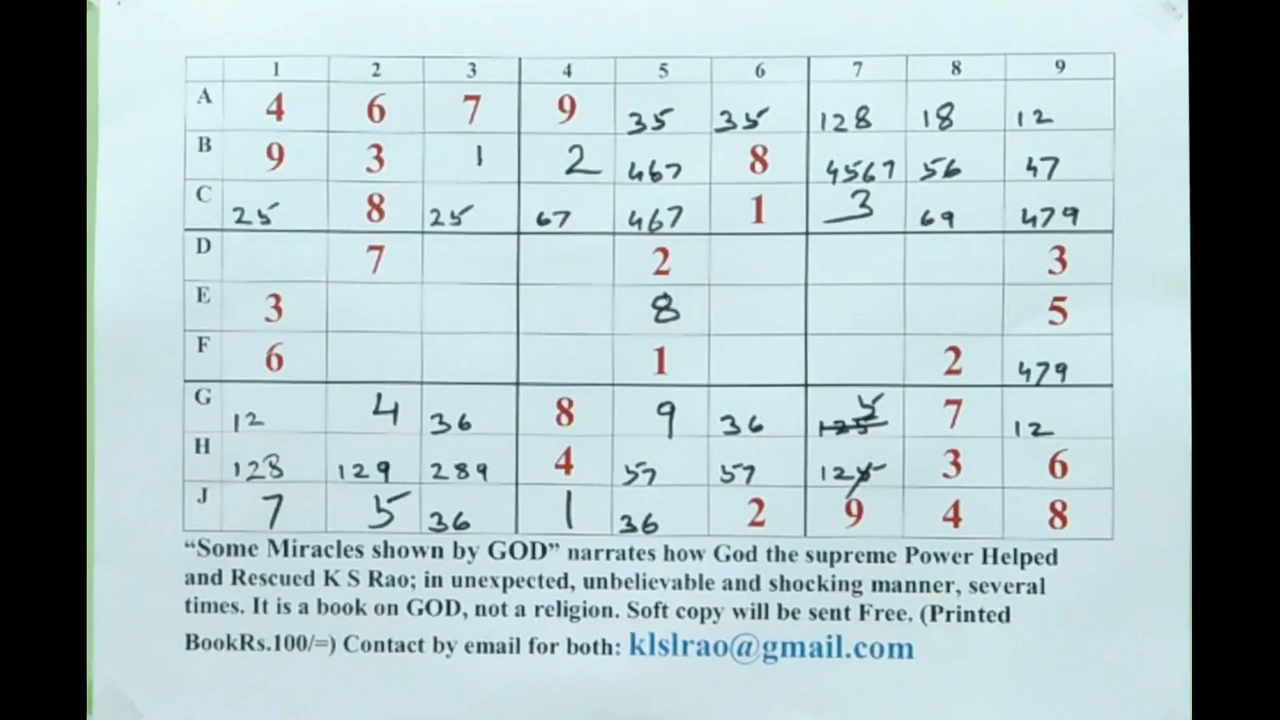 1 2 3 4 5 6 7 8 9
A 4 6 7 9 35 35 128 18 12
B 9 3 1 2 467 8 4567 56 47
C 25 8 25 67 467 1 3 69 479
D 7 2 3
E 3 8 5
F 6 1 2 479
G 12 4 36 8 9 36 125 5 7 12
H 128 129 289 4 57 57 125 3 6
J 7 5 36 1 36 2 9 4 8
“Some Miracles shown by GOD” narrates how God the supreme Power Helped
and Rescued K S Rao; in unexpected, unbelievable and shocking manner, several
times. It is a book on GOD, not a religion. Soft copy will be sent Free. (Printed
BookRs.100/=) Contact by email for both: klslrao@gmail.com